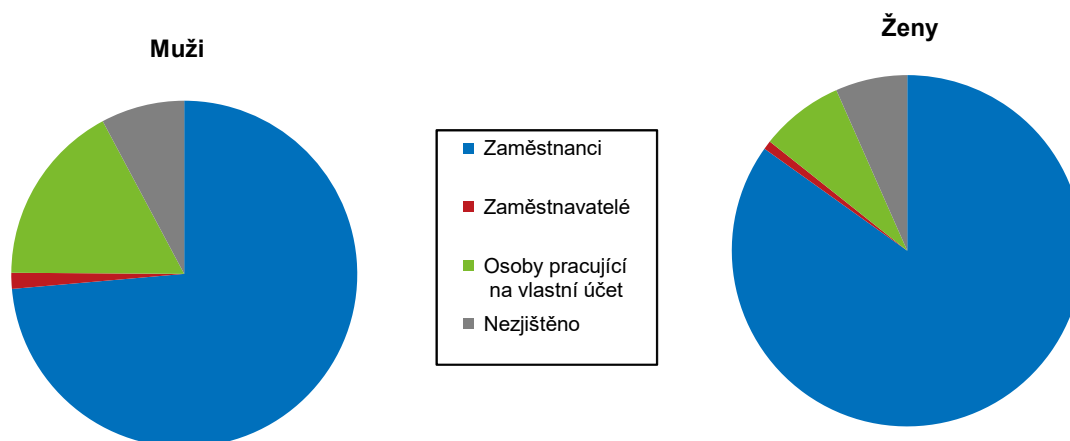 Muži
Ženy
Zaměstnanci
Zaměstnavatelé
Osoby pracující
na vlastní účet
Nezjištěno